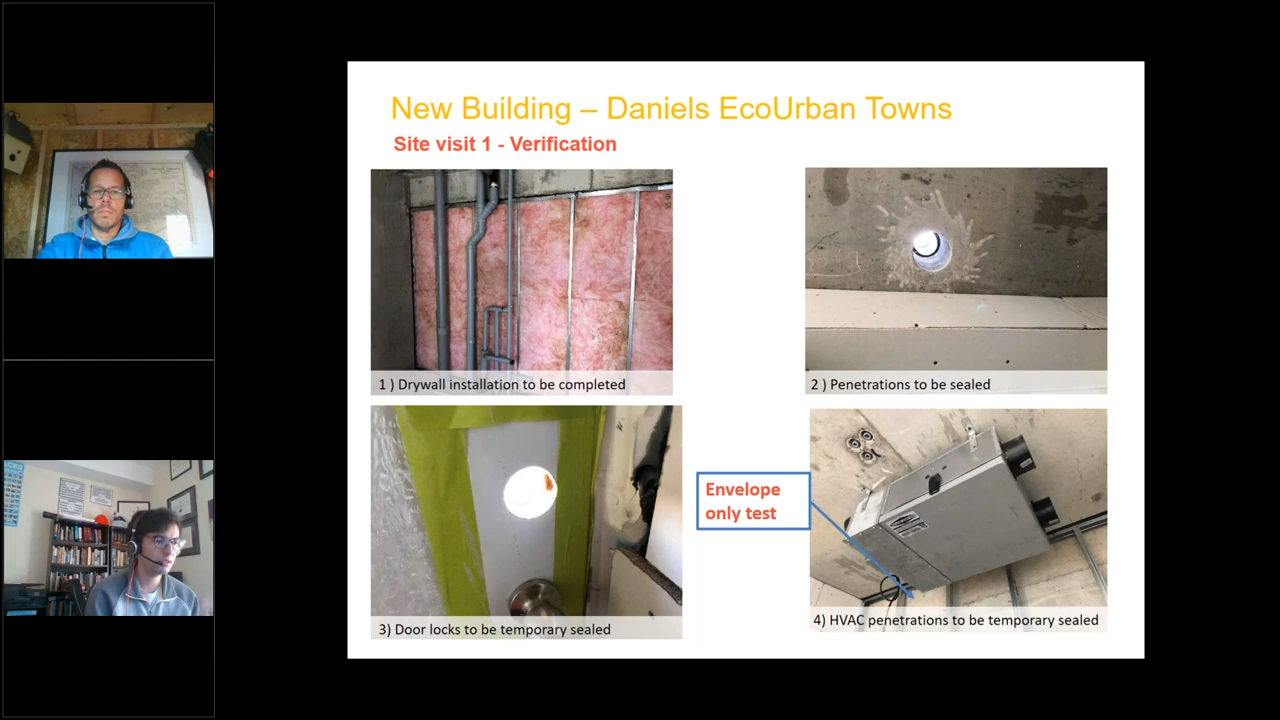 New Building – Daniels EcoUrban Towns
Site visit 1 - Verification
1 ) Drywall installation to be completed
2 ) Penetrations to be sealed
Envelope
only test
3) Door locks to be temporary sealed
4) HVAC penetrations to be temporary sealed